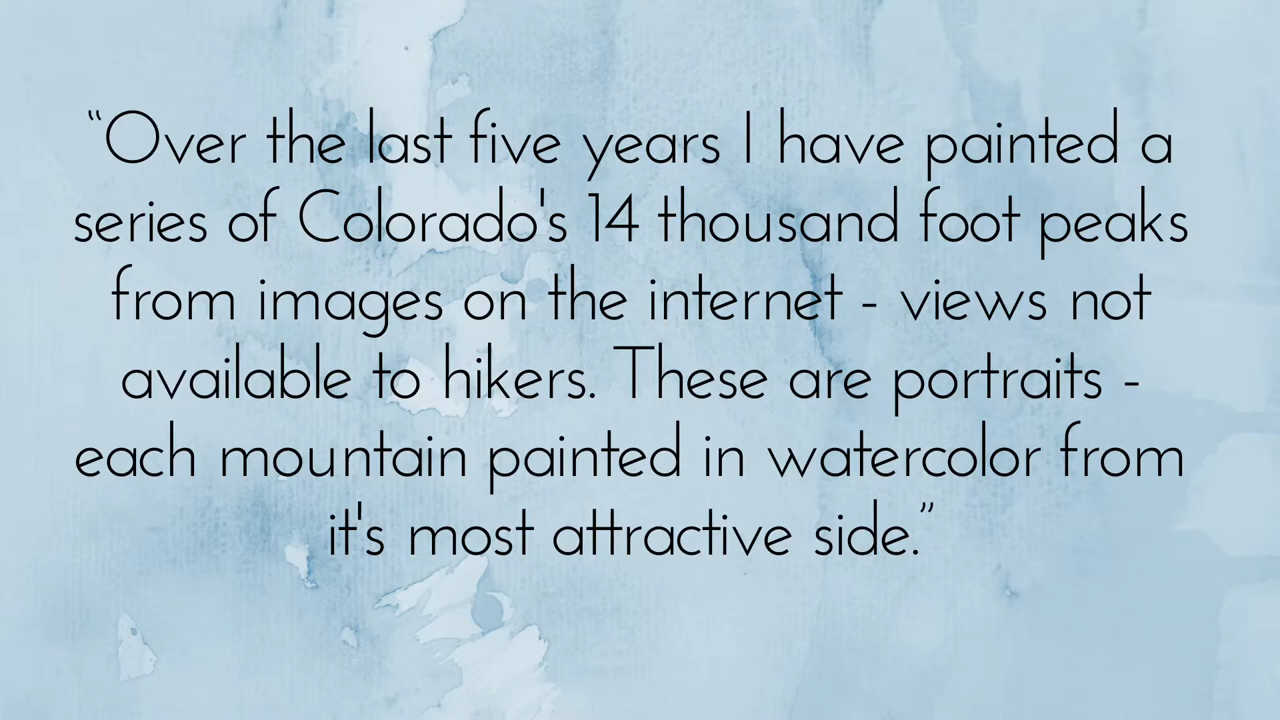 “Over the last five years I have painted a
series of Colorado's 14 thousand foot peaks
from images on the internet - views not
available to hikers. These are portraits -
each mountain painted in watercolor from
it's most attractive side.”